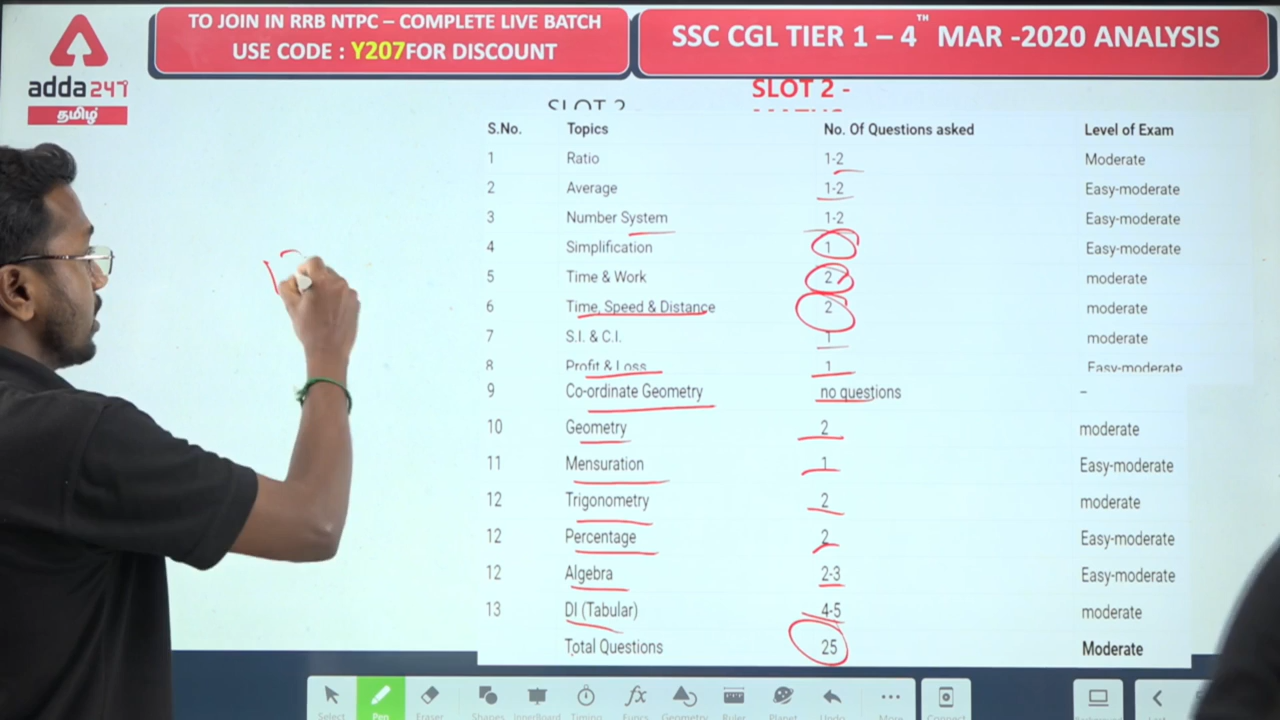 TO JOIN IN RRB NTPC – COMPLETE LIVE BATCH
USE CODE : Y207FOR DISCOUNT
SSC CGL TIER 1 – 4TH MAR -2020 ANALYSIS
adda247
தமிழ்
SLOT 2 -
SLOT 2
S.No. Topics No. Of Questions asked Level of Exam
1 Ratio 1-2 Moderate
2 Average 1-2 Easy-moderate
3 Number System 1-2 Easy-moderate
4 Simplification 1 Easy-moderate
5 Time & Work 2 moderate
6 Time, Speed & Distance 2 moderate
7 S.I. & C.I. 1 moderate
8 Profit & Loss 1 Easy-moderate
9 Co-ordinate Geometry no questions –
10 Geometry 2 moderate
11 Mensuration 1 Easy-moderate
12 Trigonometry 2 moderate
12 Percentage 2 Easy-moderate
12 Algebra 2-3 Easy-moderate
13 DI (Tabular) 4-5 moderate
Total Questions 25 Moderate
Select Pen Eraser Shapes InnerBoard Timing Funcs Geometry Ruler Planet Undo More Connect